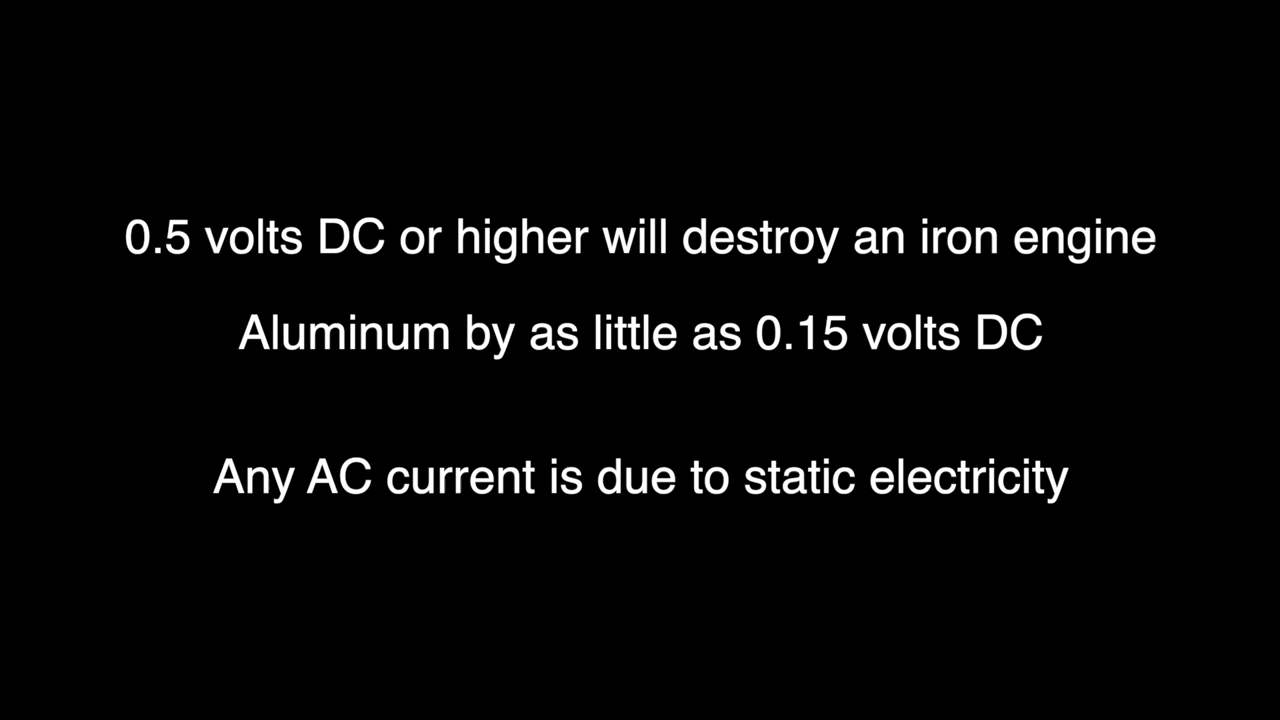 0.5 volts DC or higher will destroy an iron engine
Aluminum by as little as 0.15 volts DC
Any AC current is due to static electricity